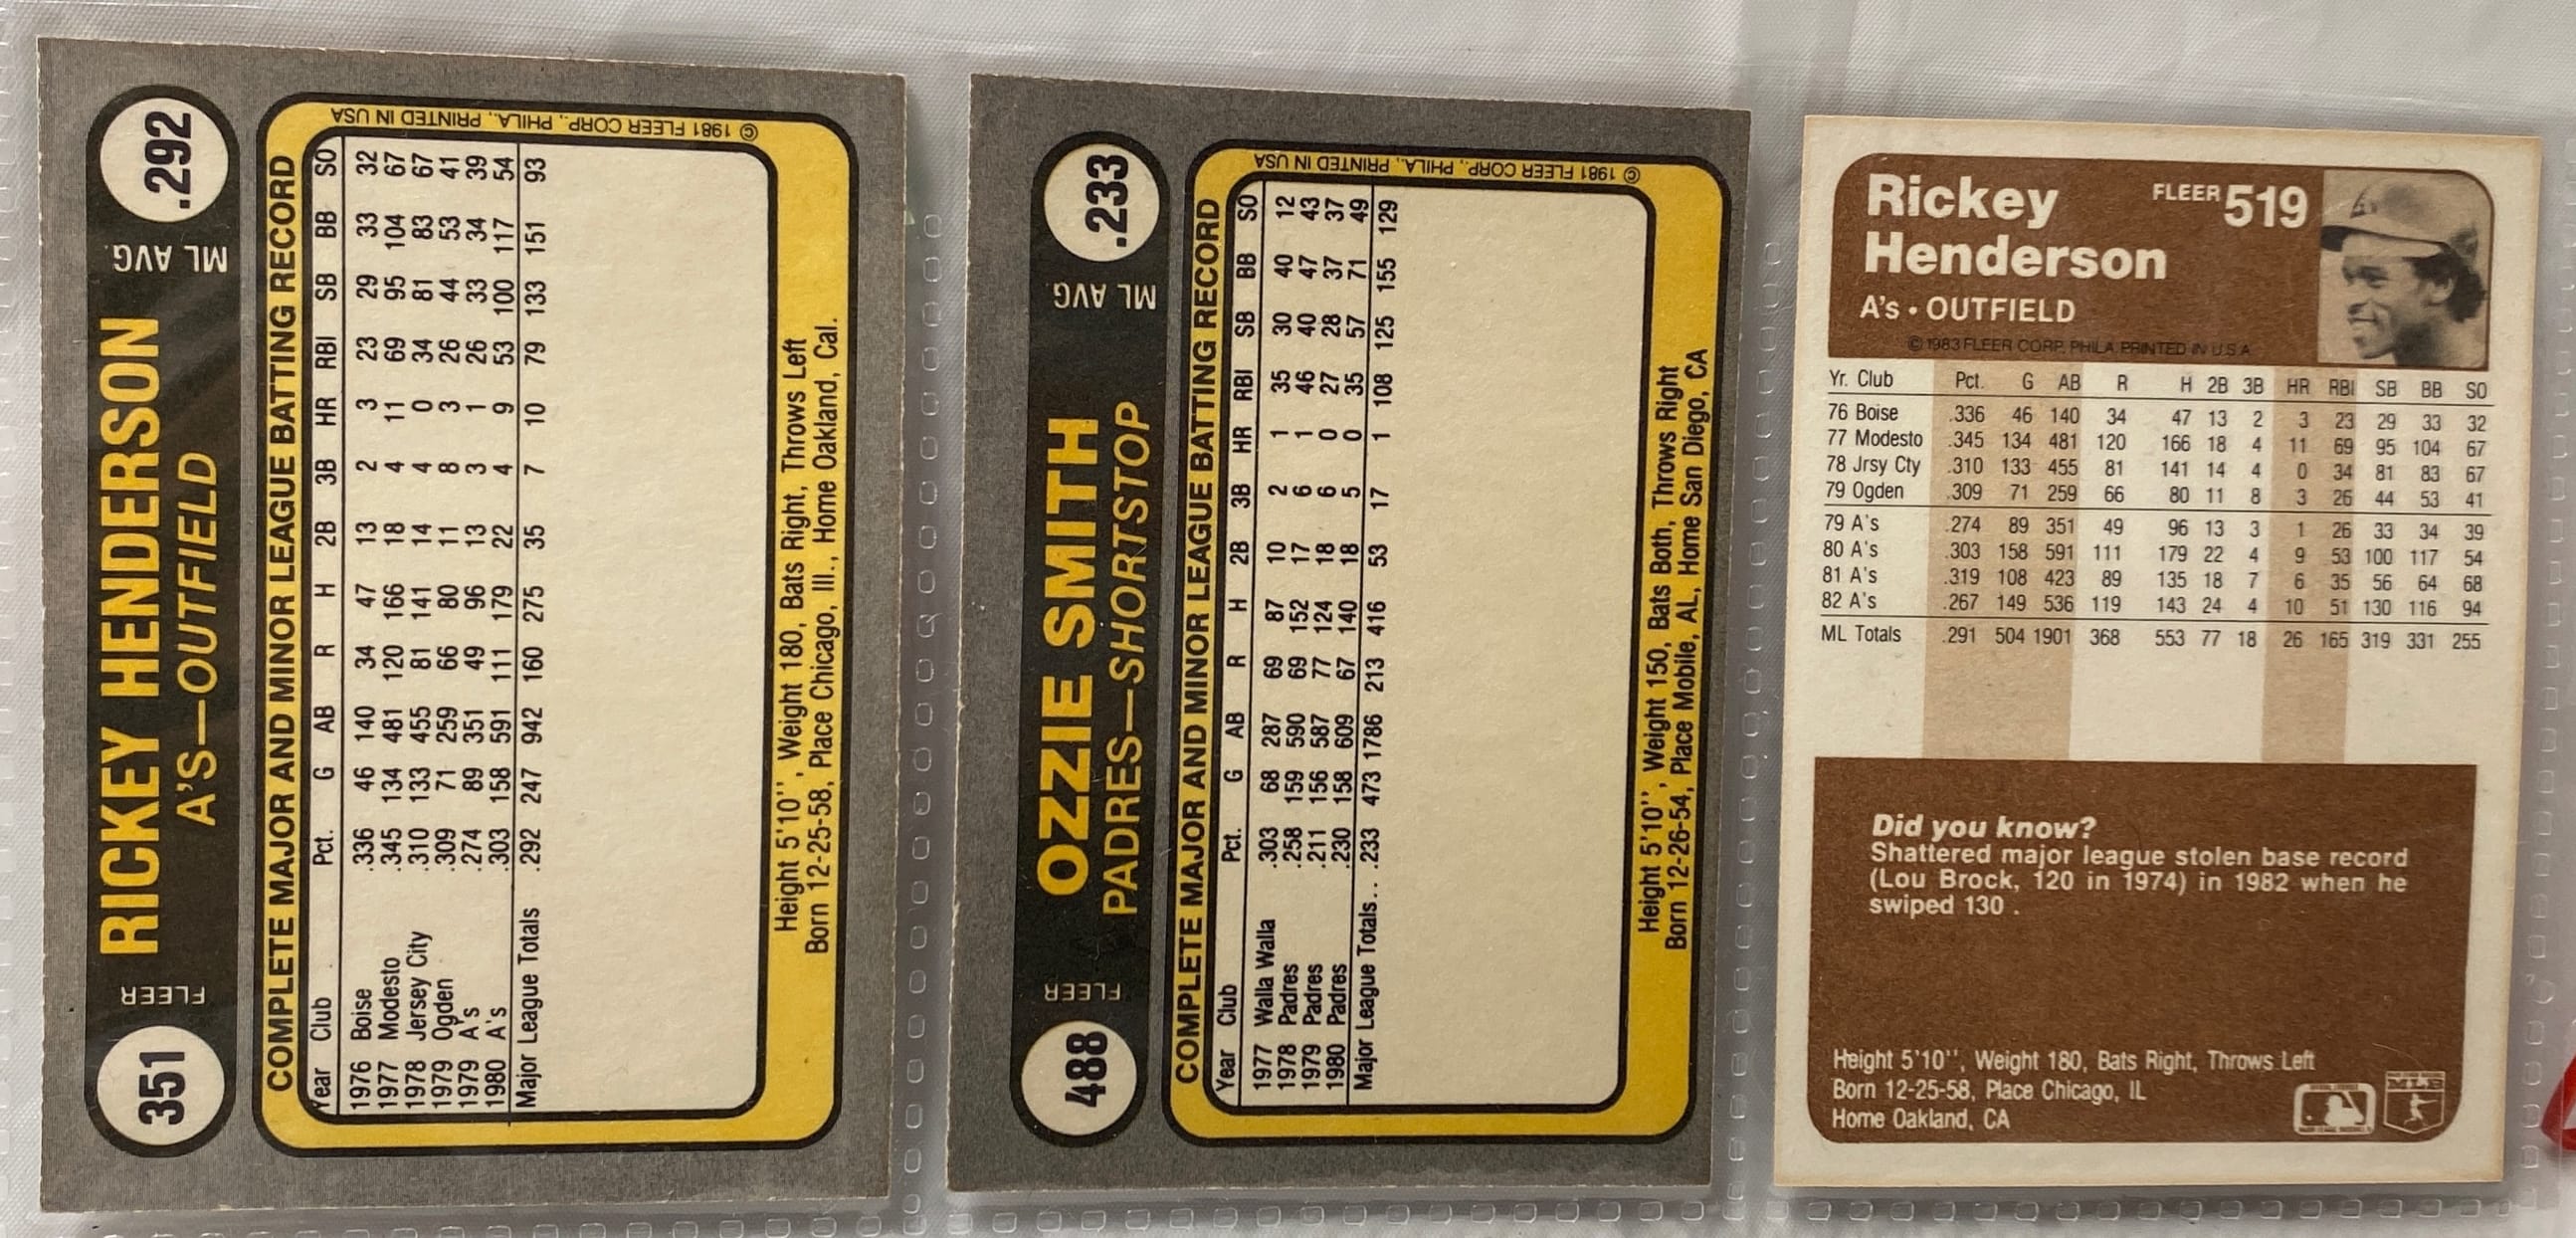 351 FLEER RICKEY HENDERSON ML AVG. .292
A'S—OUTFIELD
COMPLETE MAJOR AND MINOR LEAGUE BATTING RECORD
Year Club Pct. G AB R H 2B 3B HR RBI SB BB SO
1976 Boise .336 46 140 34 47 13 2 3 23 29 33 32
1977 Modesto .345 134 481 120 166 18 4 11 69 95 104 67
1978 Jersey City .310 133 455 81 141 14 4 0 34 81 83 67
1979 Ogden .309 71 259 66 80 11 8 3 26 44 53 41
1979 A's .274 89 351 49 96 13 3 1 26 33 34 39
1980 A's .303 158 591 111 179 22 4 9 53 100 117 54
Major League Totals .292 247 942 160 275 35 7 10 79 133 151 93
Height 5'10'', Weight 180, Bats Right, Throws Left
Born 12-25-58, Place Chicago, Ill., Home Oakland, Cal.
© 1981 FLEER CORP., PHILA., PRINTED IN USA
488 FLEER OZZIE SMITH ML AVG. .233
PADRES—SHORTSTOP
COMPLETE MAJOR AND MINOR LEAGUE BATTING RECORD
Year Club Pct. G AB R H 2B 3B HR RBI SB BB SO
1977 Walla Walla .303 68 287 69 87 10 2 1 35 30 40 12
1978 Padres .258 159 590 69 152 17 6 1 46 40 47 43
1979 Padres .211 156 587 77 124 18 6 0 27 28 37 37
1980 Padres .230 158 609 67 140 18 5 0 35 57 71 49
Major League Totals . . .233 473 1786 213 416 53 17 1 108 125 155 129
Height 5'10'', Weight 150, Bats Both, Throws Right
Born 12-26-54, Place Mobile, AL, Home San Diego, CA
© 1981 FLEER CORP., PHILA., PRINTED IN USA
Rickey FLEER 519
Henderson
A's • OUTFIELD
© 1983 FLEER CORP. PHILA. PRINTED IN U.S.A.
Yr. Club Pct. G AB R H 2B 3B HR RBI SB BB SO
76 Boise .336 46 140 34 47 13 2 3 23 29 33 32
77 Modesto .345 134 481 120 166 18 4 11 69 95 104 67
78 Jrsy Cty .310 133 455 81 141 14 4 0 34 81 83 67
79 Ogden .309 71 259 66 80 11 8 3 26 44 53 41
79 A's .274 89 351 49 96 13 3 1 26 33 34 39
80 A's .303 158 591 111 179 22 4 9 53 100 117 54
81 A's .319 108 423 89 135 18 7 6 35 56 64 68
82 A's .267 149 536 119 143 24 4 10 51 130 116 94
ML Totals .291 504 1901 368 553 77 18 26 165 319 331 255
Did you know?
Shattered major league stolen base record
(Lou Brock, 120 in 1974) in 1982 when he
swiped 130 .
Height 5'10'', Weight 180, Bats Right, Throws Left
Born 12-25-58, Place Chicago, IL
Home Oakland, CA